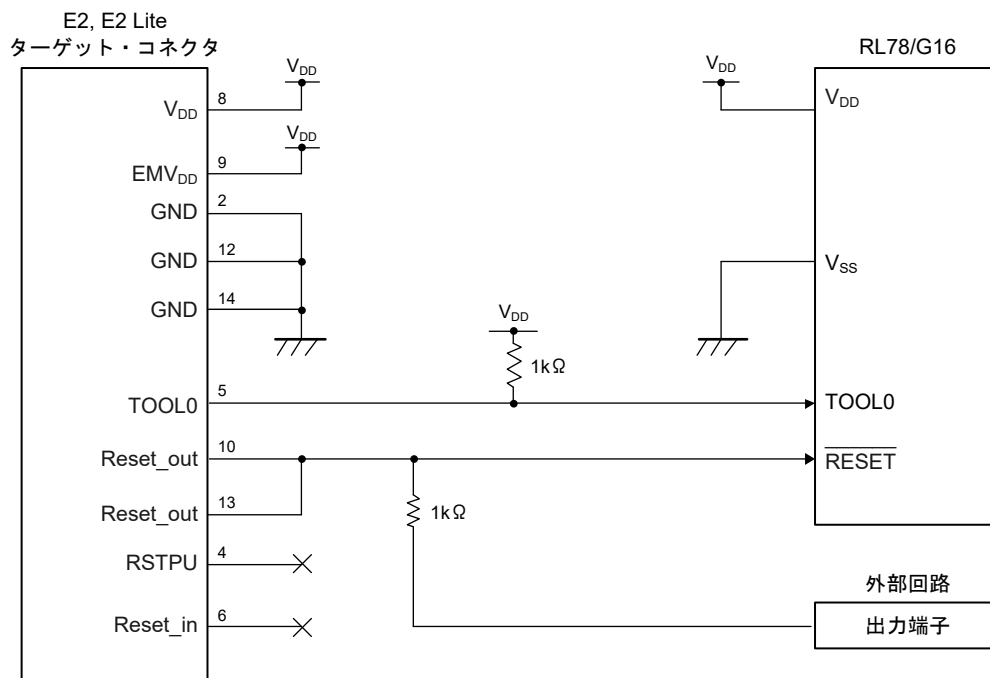 E2, E2 Lite
ターゲット・コネクタ
RL78/G16
VDD
8
VDD
VDD
VDD
VDD
9
EMVDD
2
GND
12
GND
VSS
14
GND
VDD
1kΩ
5
TOOL0
TOOL0
10
Reset_out
RESET
13
Reset_out
1kΩ
4
RSTPU
外部回路
6
Reset_in
出力端子